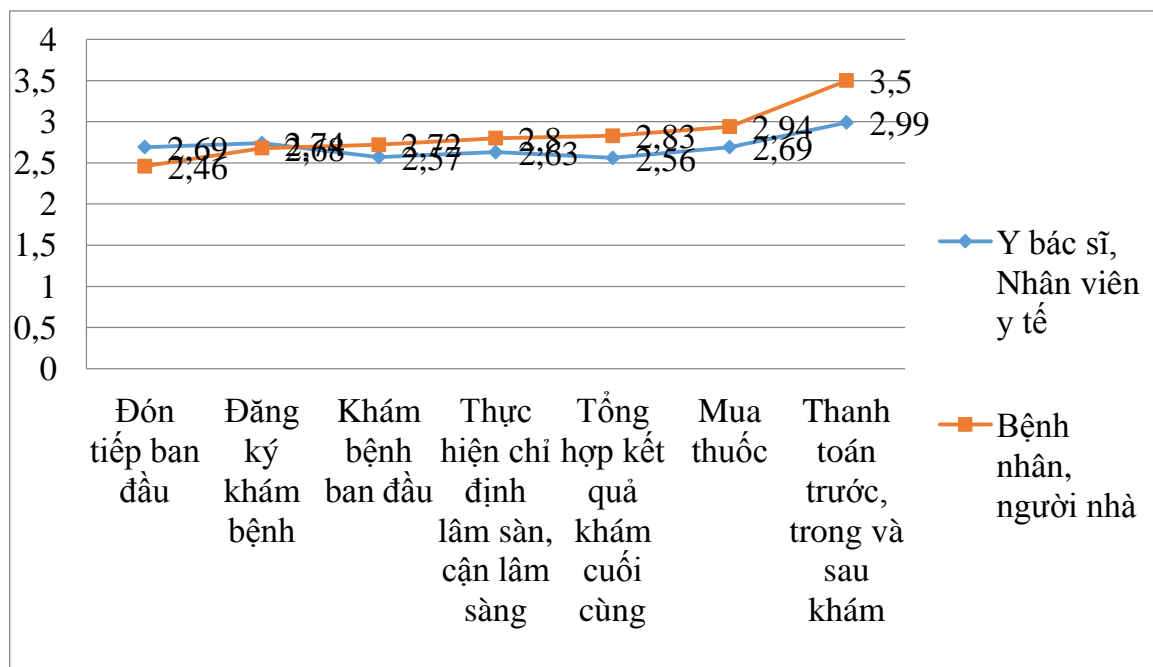 4
3,5
3
2,5
2
1,5
1
0,5
0
2,69
2,74
2,57
2,63
2,56
2,69
2,99
2,46
2,68
2,72
2,8
2,83
2,94
3,5
Đón
tiếp ban
đầu
Đăng
ký
khám
bệnh
Khám
bệnh
ban đầu
Thực
hiện chỉ
định
lâm sàn,
cận lâm
sàng
Tổng
hợp kết
quả
khám
cuối
cùng
Mua
thuốc
Thanh
toán
trước,
trong và
sau
khám
Y bác sĩ,
Nhân viên
y tế
Bệnh
nhân,
người nhà